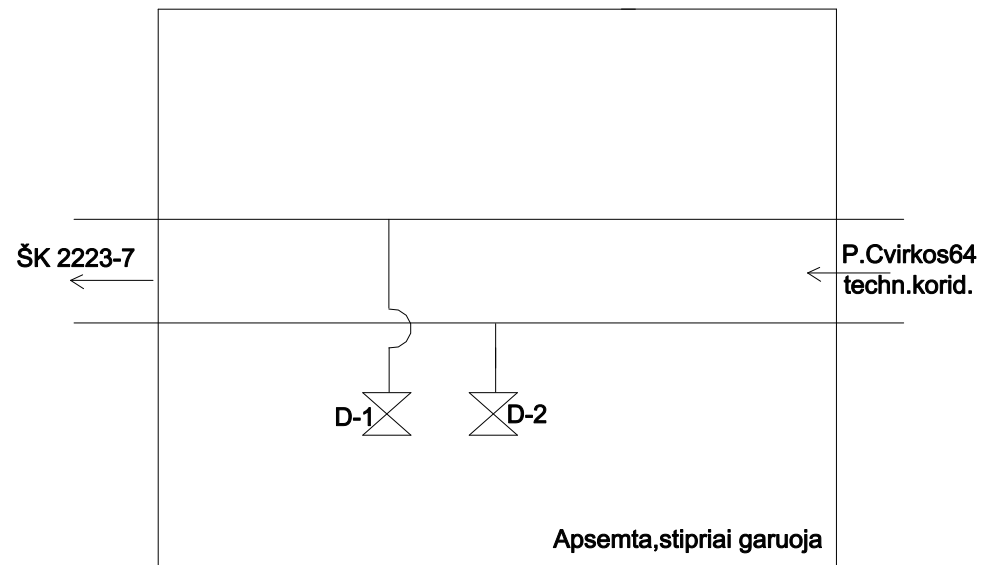 ŠK 2223-7
P.Cvirkos64
techn.korid.
D-1
D-2
Apsemta,stipriai garuoja